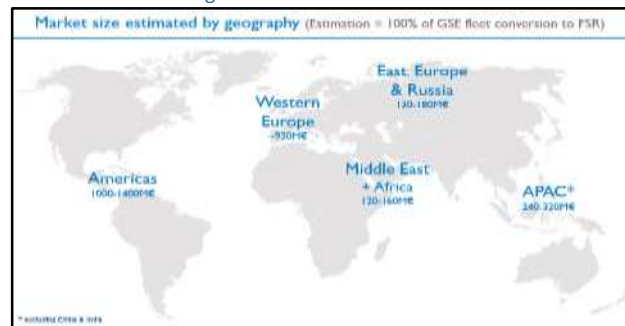 Market size estimated by geography (Estimation = 100% of GSE fleet conversion to FSR)
East. Europe
& Russia
130-180M€
Western
Europe
~930M€
Middle East
+ Africa
120-160M€
Americas
1000-1400M€
APAC*
240-320M€
* excluding China & India